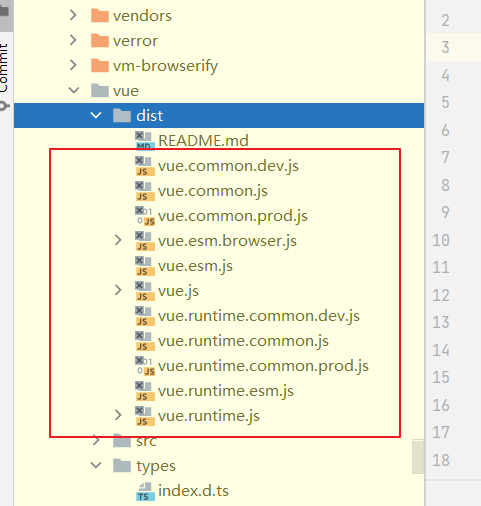 vendors
verror
vm-browserify
vue
dist
README.md
vue.common.dev.js
vue.common.js
vue.common.prod.js
vue.esm.browser.js
vue.esm.js
vue.js
vue.runtime.common.dev.js
vue.runtime.common.js
vue.runtime.common.prod.js
vue.runtime.esm.js
vue.runtime.js
src
types
index.d.ts
Commit
2
3
4
5
6
7
8
9
10
11
12
13
14
15
16
17
18